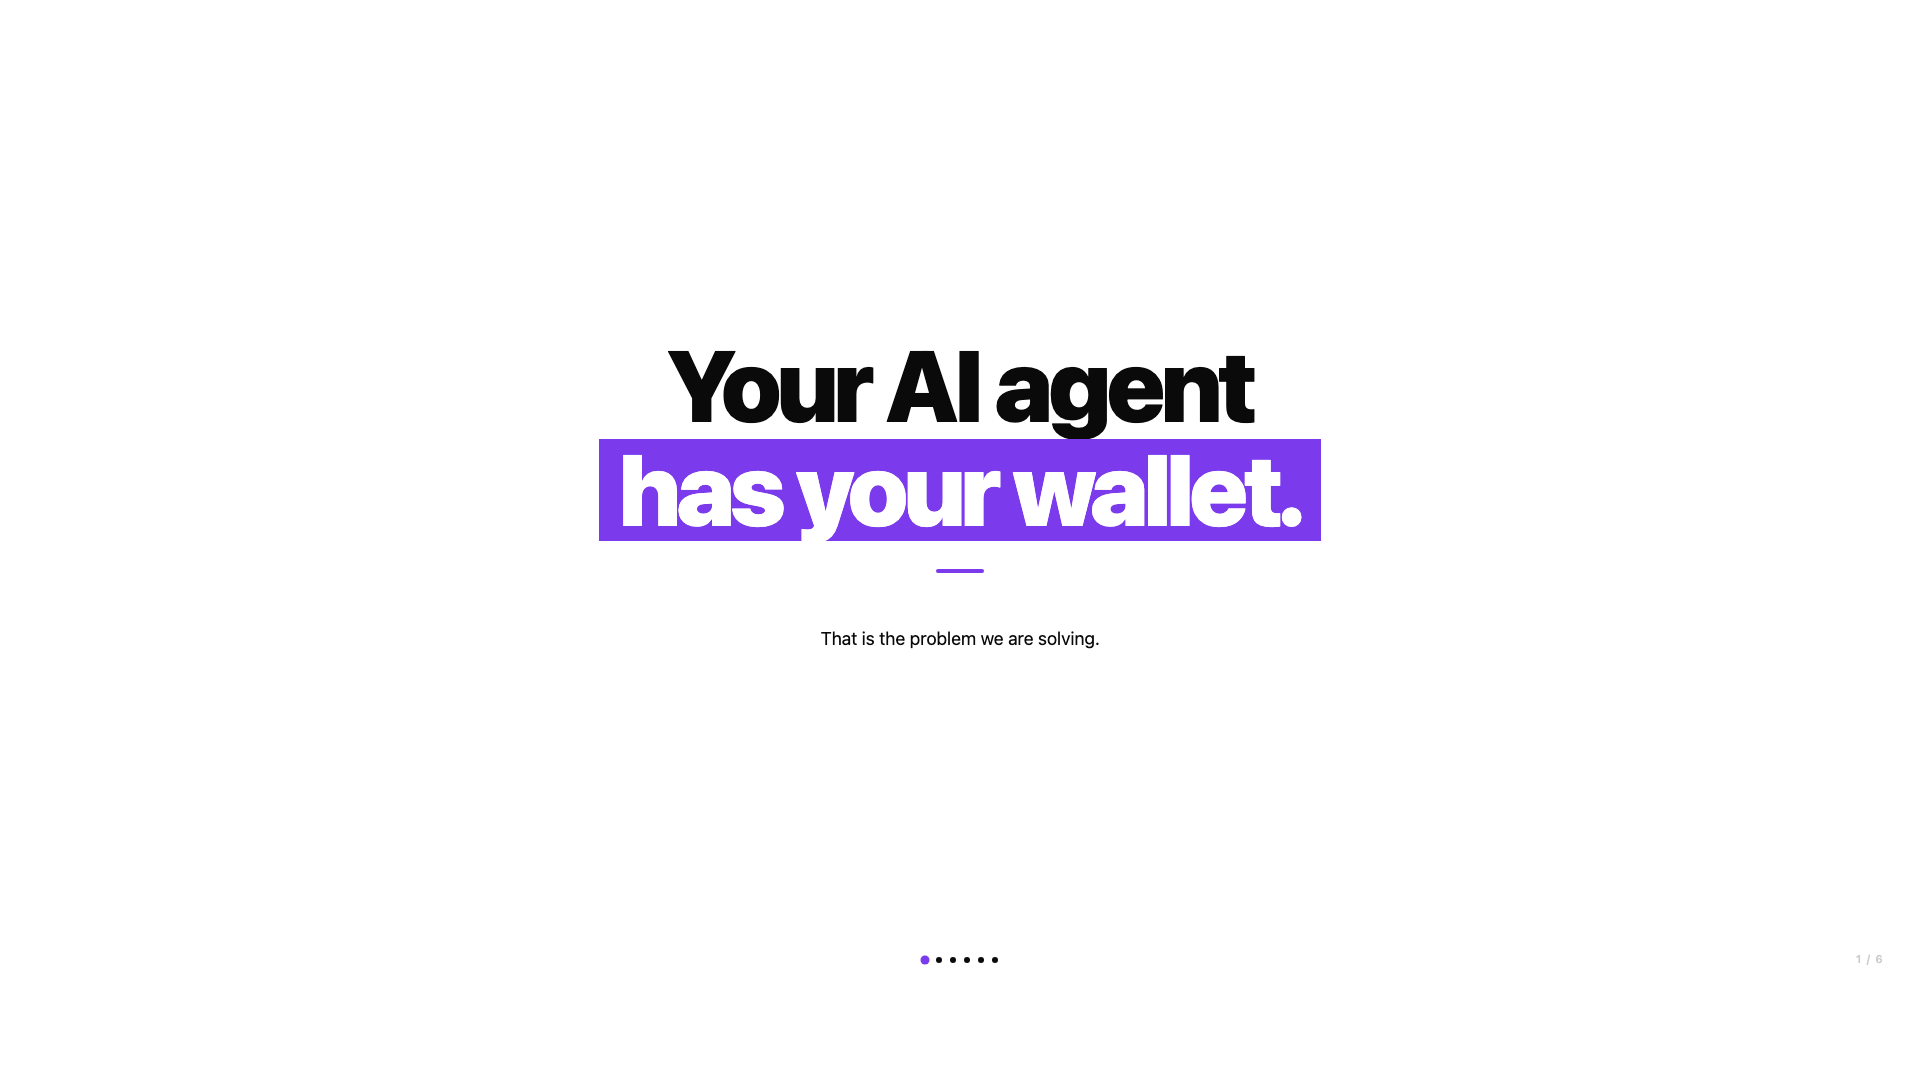 Your AI agent
has your wallet.
That is the problem we are solving.
1 / 6